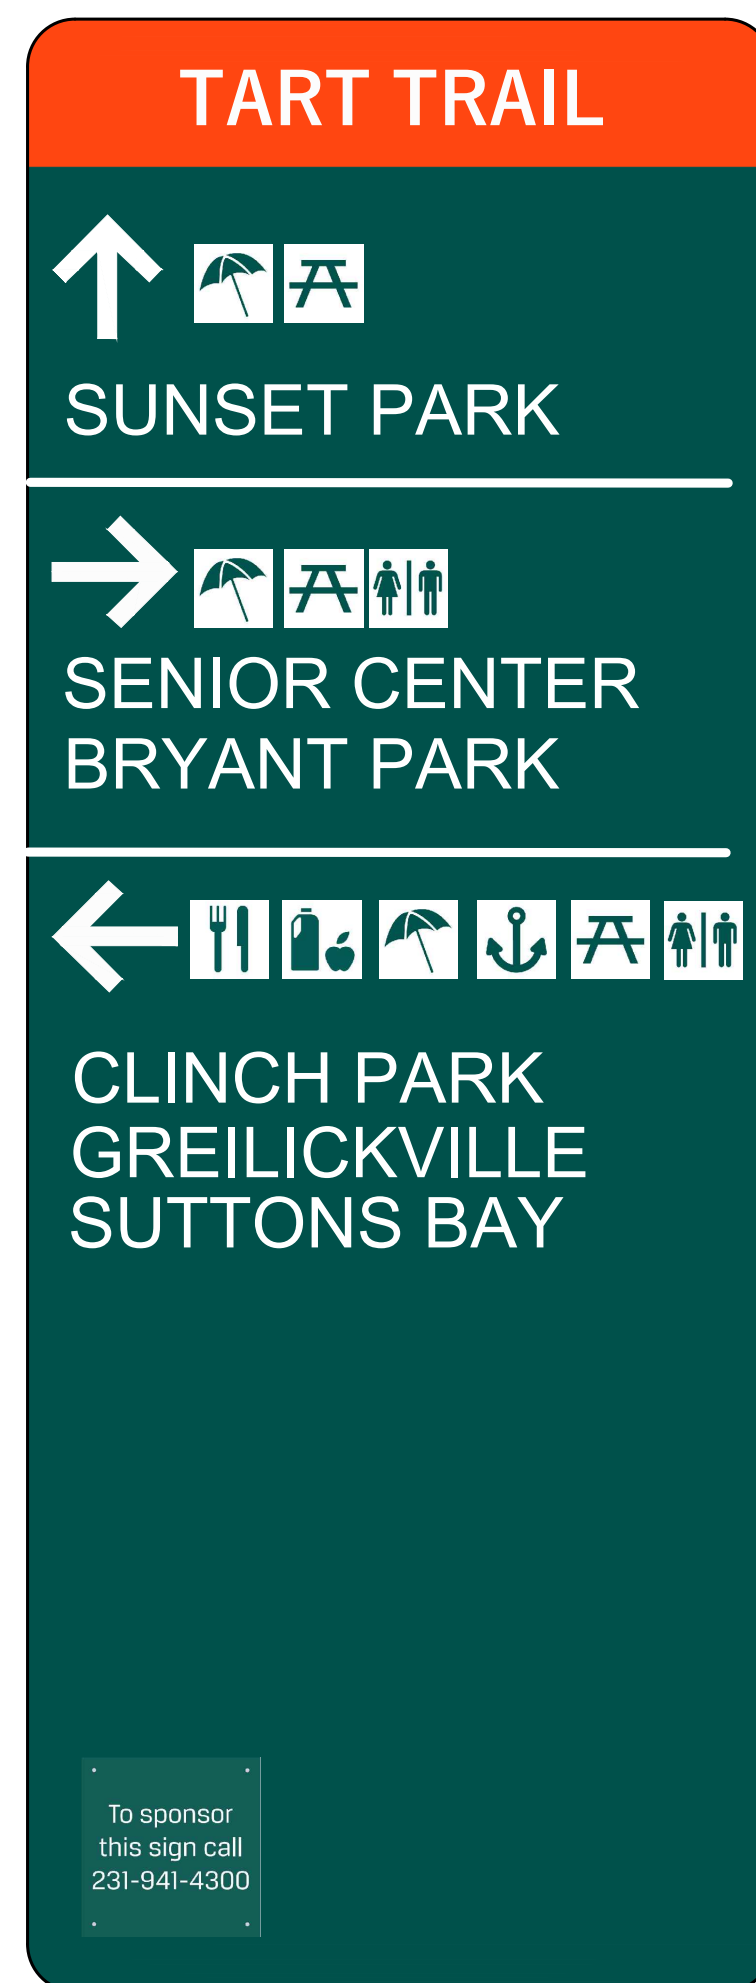 TART TRAIL
SUNSET PARK
SENIOR CENTER
BRYANT PARK
CLINCH PARK
GREILICKVILLE
SUTTONS BAY
To sponsor
this sign call
231-941-4300